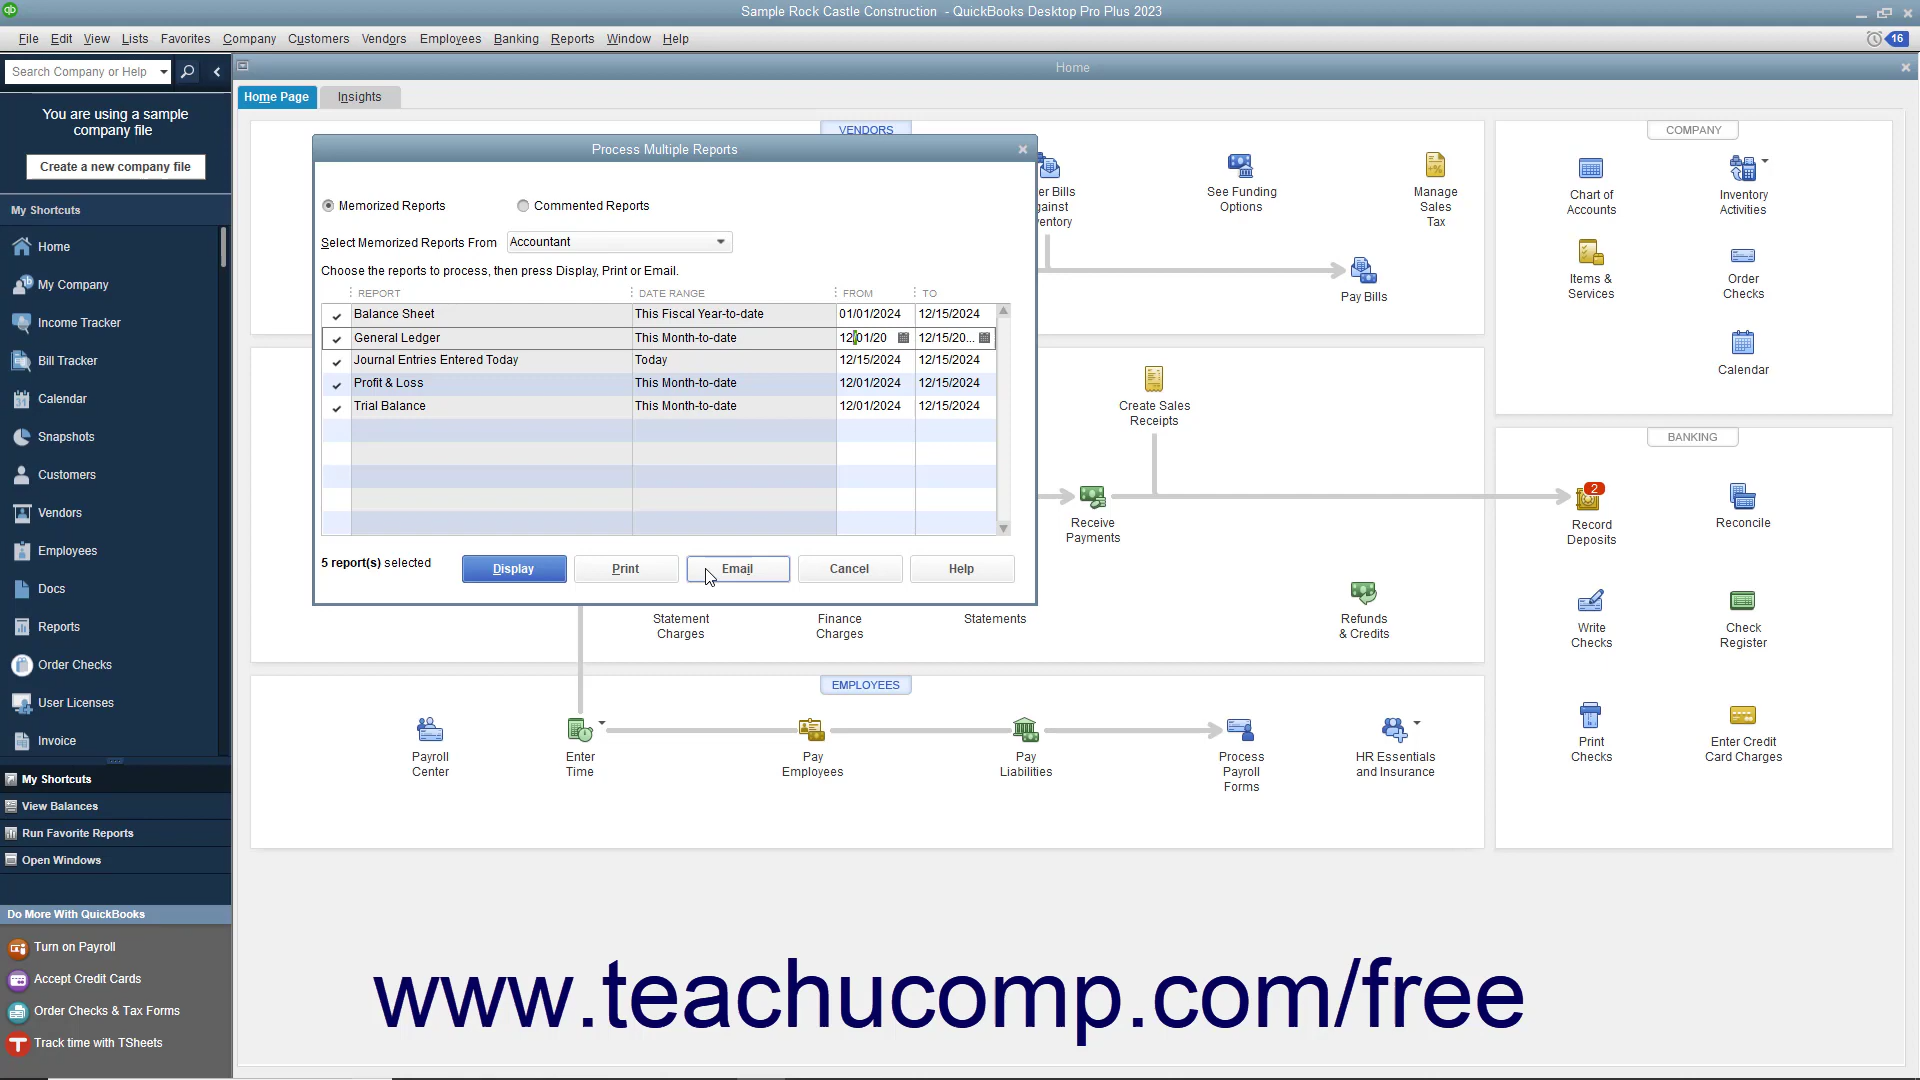 Sample Rock Castle Construction - QuickBooks Desktop Pro Plus 2023
File Edit View Lists Favorites Company Customers Vendors Employees Banking Reports Window Help
16
Search Company or Help
Home
Home Page Insights
You are using a sample
company file
Create a new company file
My Shortcuts
Home
My Company
Income Tracker
Bill Tracker
Calendar
Snapshots
Customers
Vendors
Employees
Docs
Reports
Order Checks
User Licenses
Invoice
My Shortcuts
View Balances
Run Favorite Reports
Open Windows
Do More With QuickBooks
Turn on Payroll
Accept Credit Cards
Order Checks & Tax Forms
Track time with TSheets
VENDORS
Process Multiple Reports
Memorized Reports Commented Reports
Select Memorized Reports From Accountant
Choose the reports to process, then press Display, Print or Email.
REPORT DATE RANGE FROM TO
Balance Sheet This Fiscal Year-to-date 01/01/2024 12/15/2024
General Ledger This Month-to-date 12/01/20 12/15/20...
Journal Entries Entered Today Today 12/15/2024 12/15/2024
Profit & Loss This Month-to-date 12/01/2024 12/15/2024
Trial Balance This Month-to-date 12/01/2024 12/15/2024
5 report(s) selected
Display Print Email Cancel Help
er Bills
gainst
entory
See Funding
Options
Manage
Sales
Tax
Pay Bills
Create Sales
Receipts
Receive
Payments
Statement
Charges
Finance
Charges
Statements
Refunds
& Credits
EMPLOYEES
Payroll
Center
Enter
Time
Pay
Employees
Pay
Liabilities
Process
Payroll
Forms
HR Essentials
and Insurance
COMPANY
Chart of
Accounts
Inventory
Activities
Items &
Services
Order
Checks
Calendar
BANKING
2
Record
Deposits
Reconcile
Write
Checks
Check
Register
Print
Checks
Enter Credit
Card Charges
www.teachucomp.com/free